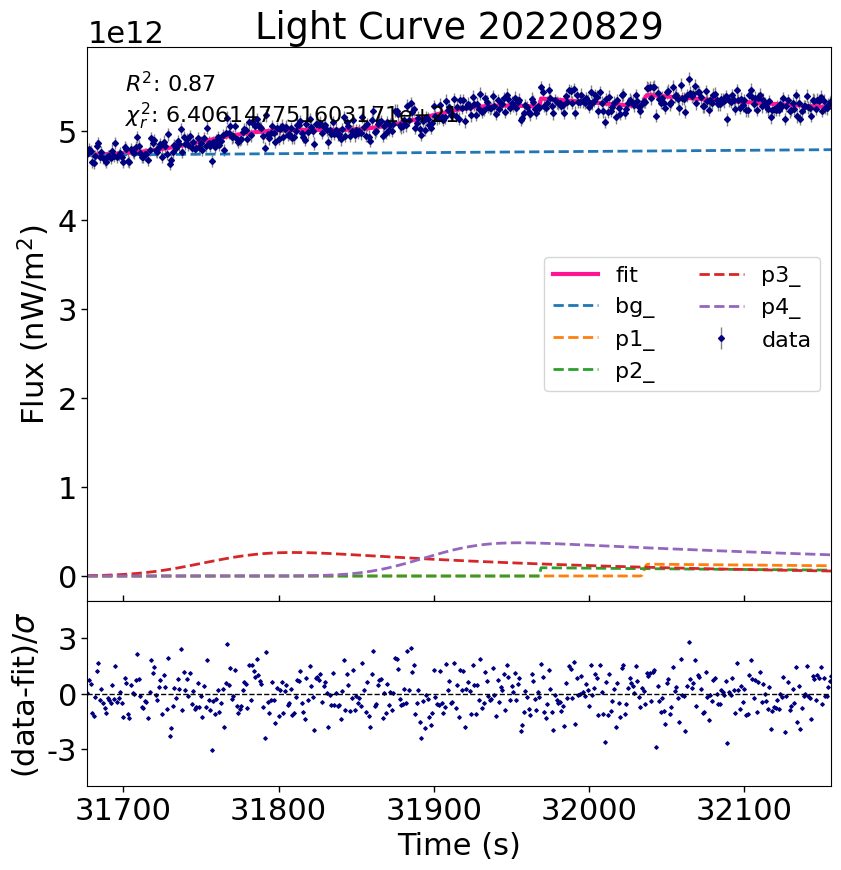 Light Curve 20220829
1e12
R²: 0.87
χ²ᵣ: 6.406147751603171e+21
5
4
3
2
1
0
Flux (nW/m²)
fit
bg_
p1_
p2_
p3_
p4_
data
3
0
-3
(data-fit)/σ
31700 31800 31900 32000 32100
Time (s)